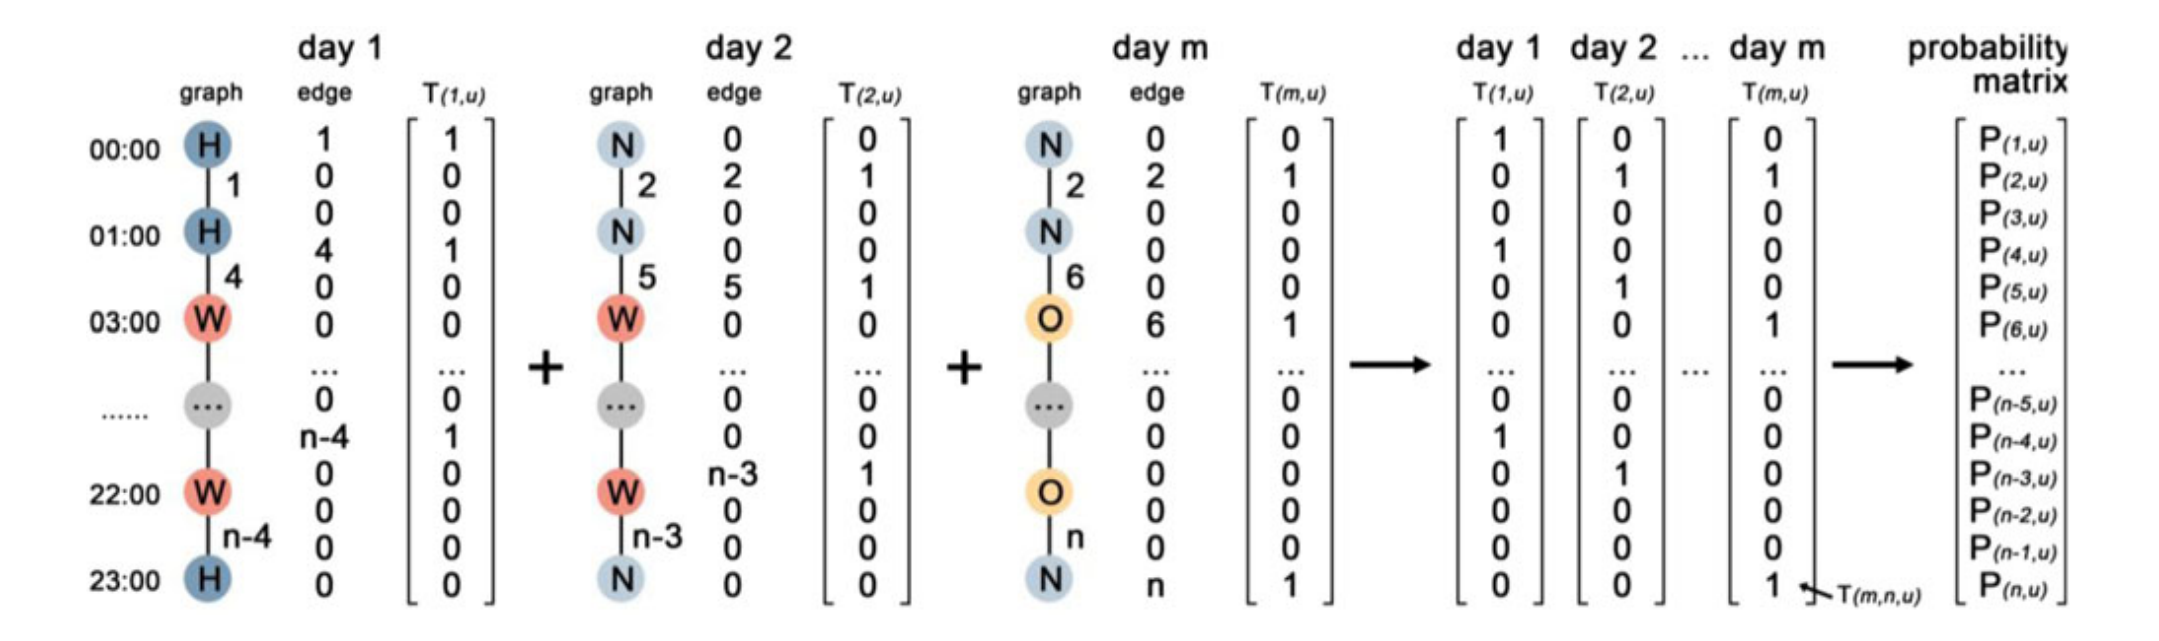 day 1 day 2 day m day 1 day 2 ... day m probability
matrix
graph edge T(1,u) graph edge T(2,u) graph edge T(m,u) T(1,u) T(2,u) T(m,u)
00:00 H 1 1 N 0 0 N 0 0 1 0 0 P(1,u)
1 0 0 2 2 1 2 2 1 0 1 1 P(2,u)
0 0 0 0 0 0 0 0 0 P(3,u)
01:00 H 4 1 N 0 0 N 0 0 1 0 0 P(4,u)
4 0 0 5 5 1 6 0 0 0 1 0 P(5,u)
03:00 W 0 0 W 0 0 O 6 1 0 0 1 P(6,u)
... ... + ... ... + ... ... ... ... ... ... ...
...... ... 0 0 ... 0 0 ... 0 0 0 0 0 P(n-5,u)
n-4 1 0 0 0 0 1 0 0 P(n-4,u)
0 0 n-3 1 0 0 0 1 0 P(n-3,u)
22:00 W 0 0 W 0 0 O 0 0 0 0 0 P(n-2,u)
n-4 0 0 n-3 0 0 n 0 0 0 0 0 P(n-1,u)
23:00 H 0 0 N 0 0 N n 1 0 0 1 T(m,n,u) P(n,u)